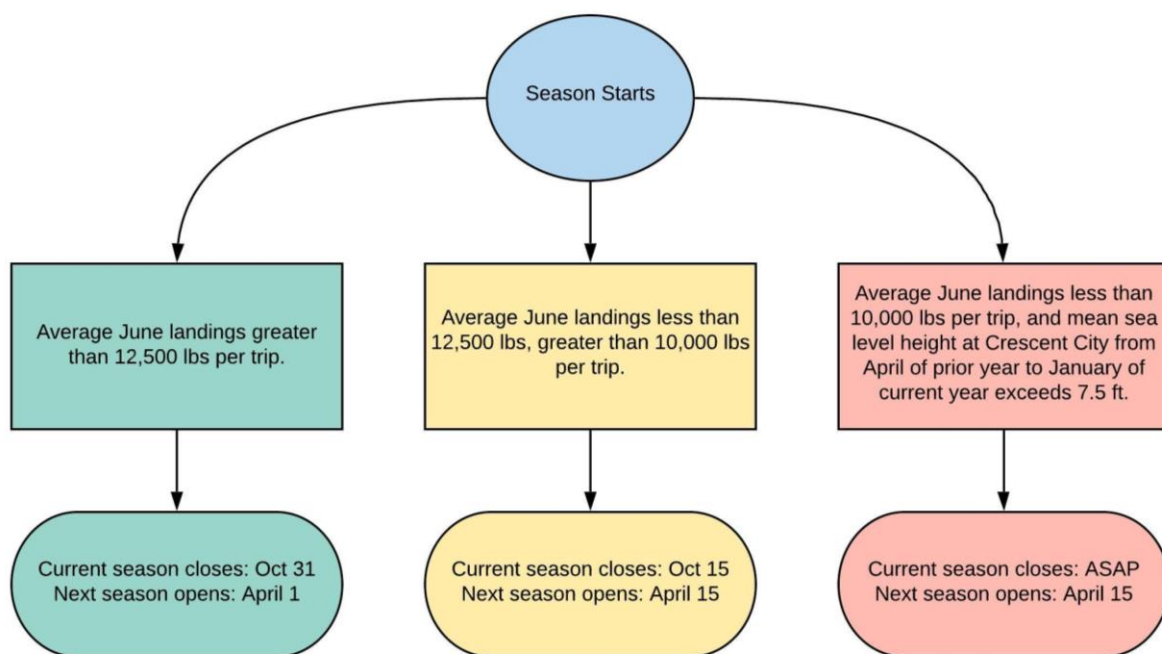 Season Starts
Average June landings greater
than 12,500 lbs per trip.
Average June landings less than
12,500 lbs, greater than 10,000 lbs
per trip.
Average June landings less than
10,000 lbs per trip, and mean sea
level height at Crescent City from
April of prior year to January of
current year exceeds 7.5 ft.
Current season closes: Oct 31
Next season opens: April 1
Current season closes: Oct 15
Next season opens: April 15
Current season closes: ASAP
Next season opens: April 15